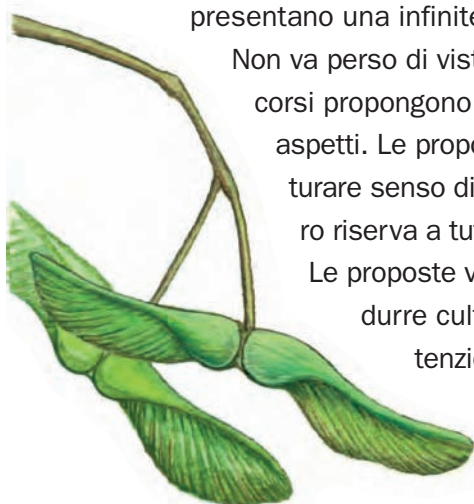 presentano una infinite
Non va perso di vist
corsi propongono
aspetti. Le propo
turare senso di
ro riserva a tu
Le proposte v
durre cul
tenzi